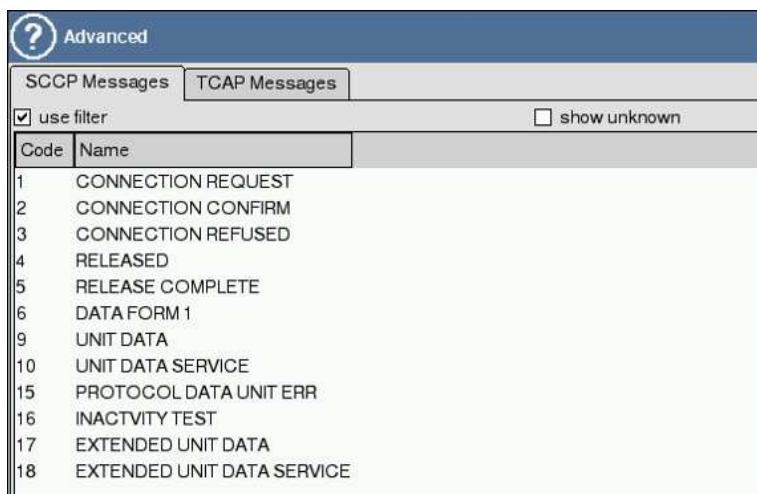 ? Advanced
SCCP Messages TCAP Messages
use filter show unknown
Code Name
1 CONNECTION REQUEST
2 CONNECTION CONFIRM
3 CONNECTION REFUSED
4 RELEASED
5 RELEASE COMPLETE
6 DATA FORM 1
9 UNIT DATA
10 UNIT DATA SERVICE
15 PROTOCOL DATA UNIT ERR
16 INACTVITY TEST
17 EXTENDED UNIT DATA
18 EXTENDED UNIT DATA SERVICE